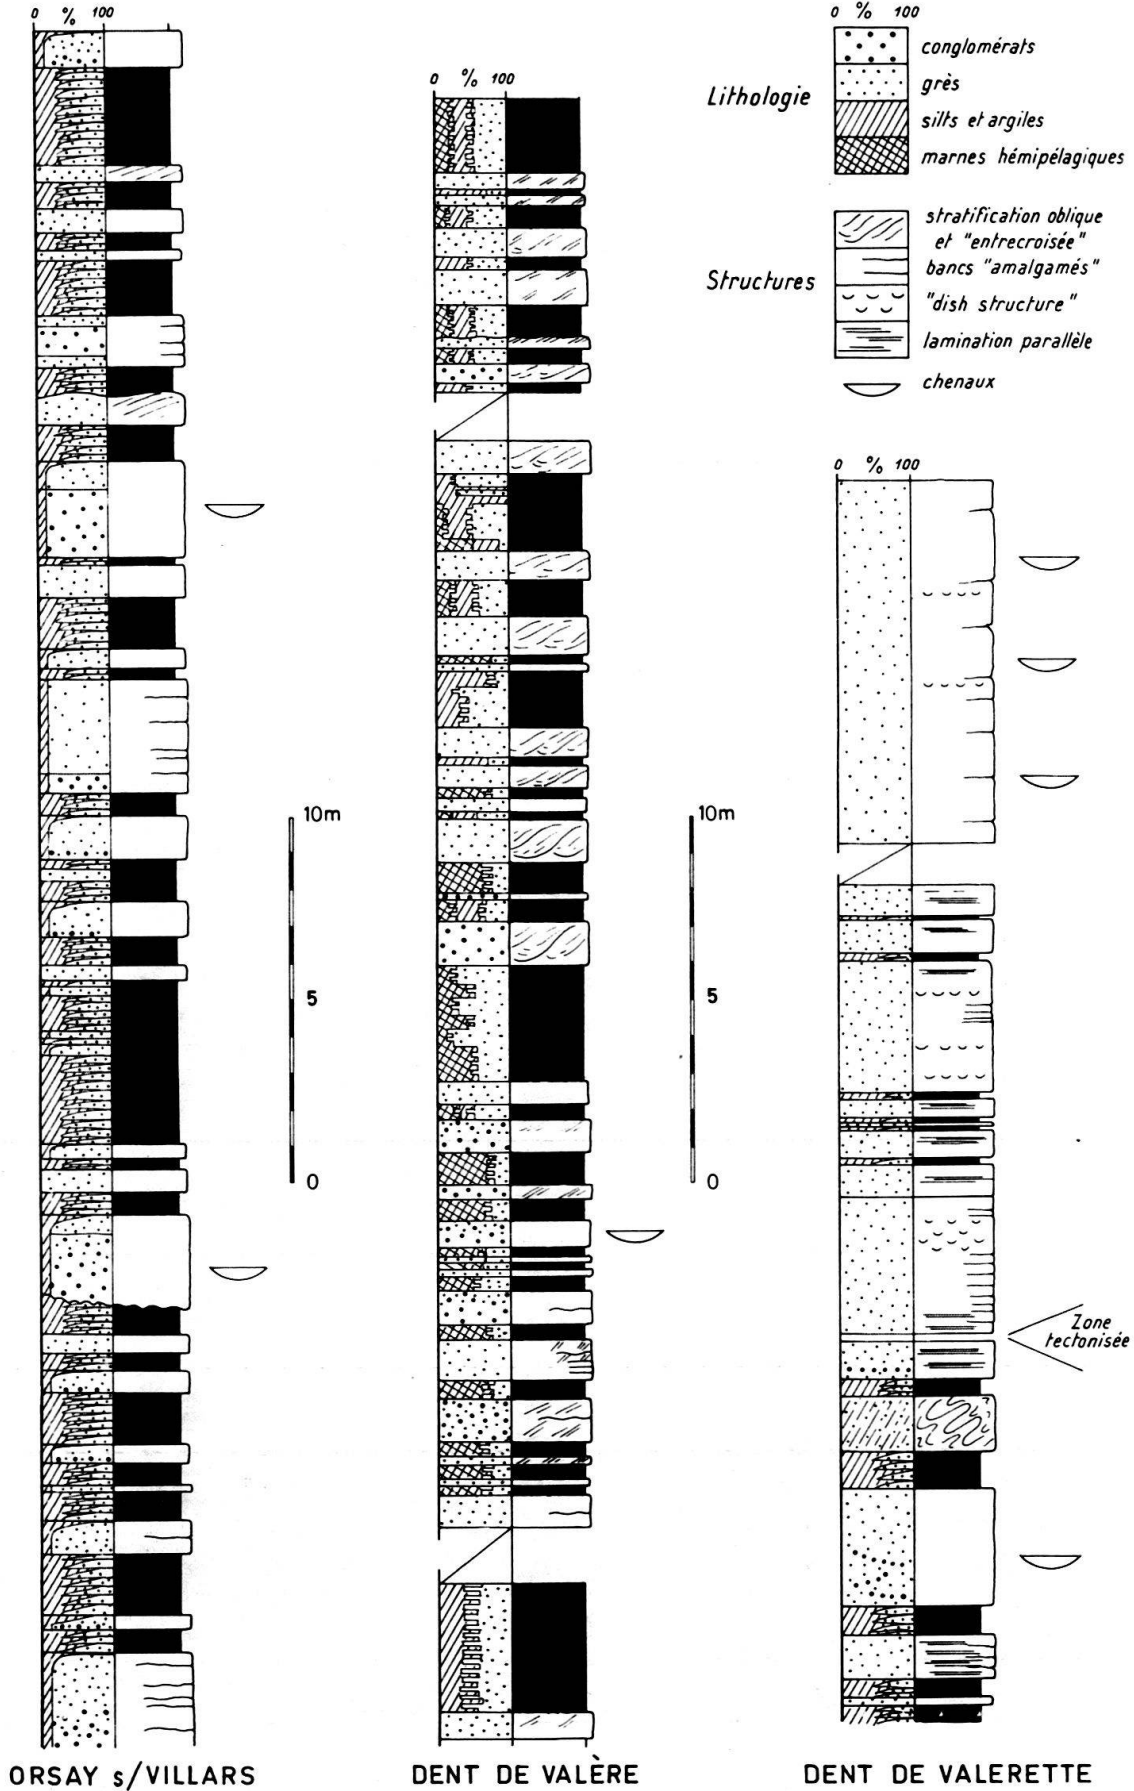 0 % 100
0 % 100
0 % 100
Lithologie
conglomérats
grès
silts et argiles
marnes hémipélagiques
Structures
stratification oblique
et "entrecroisée"
bancs "amalgamés"
"dish structure"
lamination parallèle
chenaux
0 % 100
10m
5
0
10m
5
0
Zone
tectonisée
ORSAY s/VILLARS
DENT DE VALÈRE
DENT DE VALERETTE